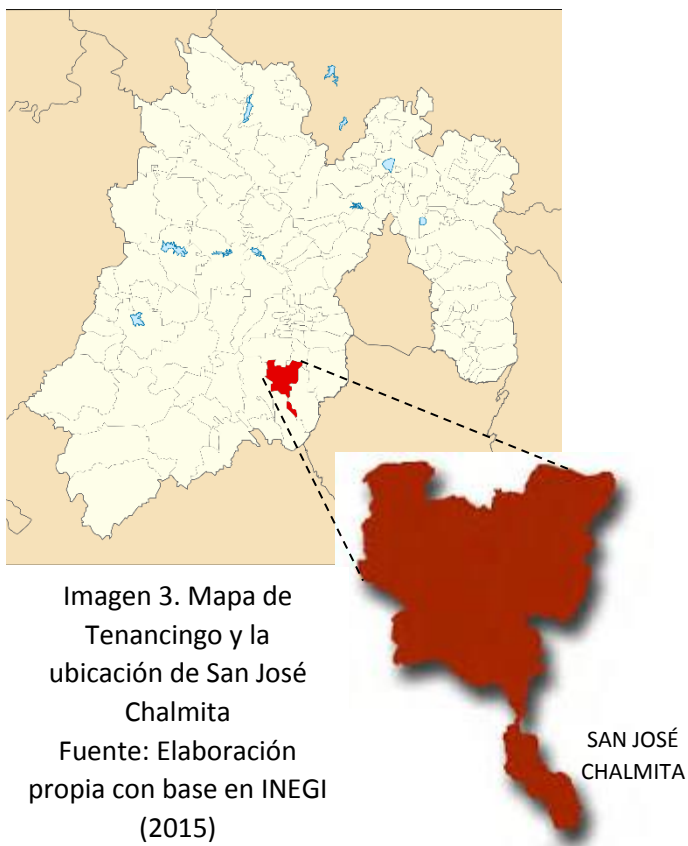 SAN JOSÉ
CHALMITA
Imagen 3. Mapa de
Tenancingo y la
ubicación de San José
Chalmita
Fuente: Elaboración
propia con base en INEGI
(2015)